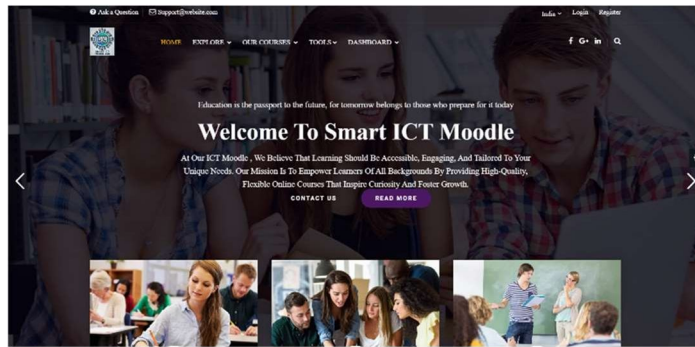 Ask a Question Support@website.com India Login Register
HOME EXPLORE OUR COURSES TOOLS DASHBOARD f G+ in
Education is the passport to the future, for tomorrow belongs to those who prepare for it today
Welcome To Smart ICT Moodle
At Our ICT Moodle , We Believe That Learning Should Be Accessible, Engaging, And Tailored To Your
Unique Needs. Our Mission Is To Empower Learners Of All Backgrounds By Providing High-Quality,
Flexible Online Courses That Inspire Curiosity And Foster Growth.
CONTACT US READ MORE